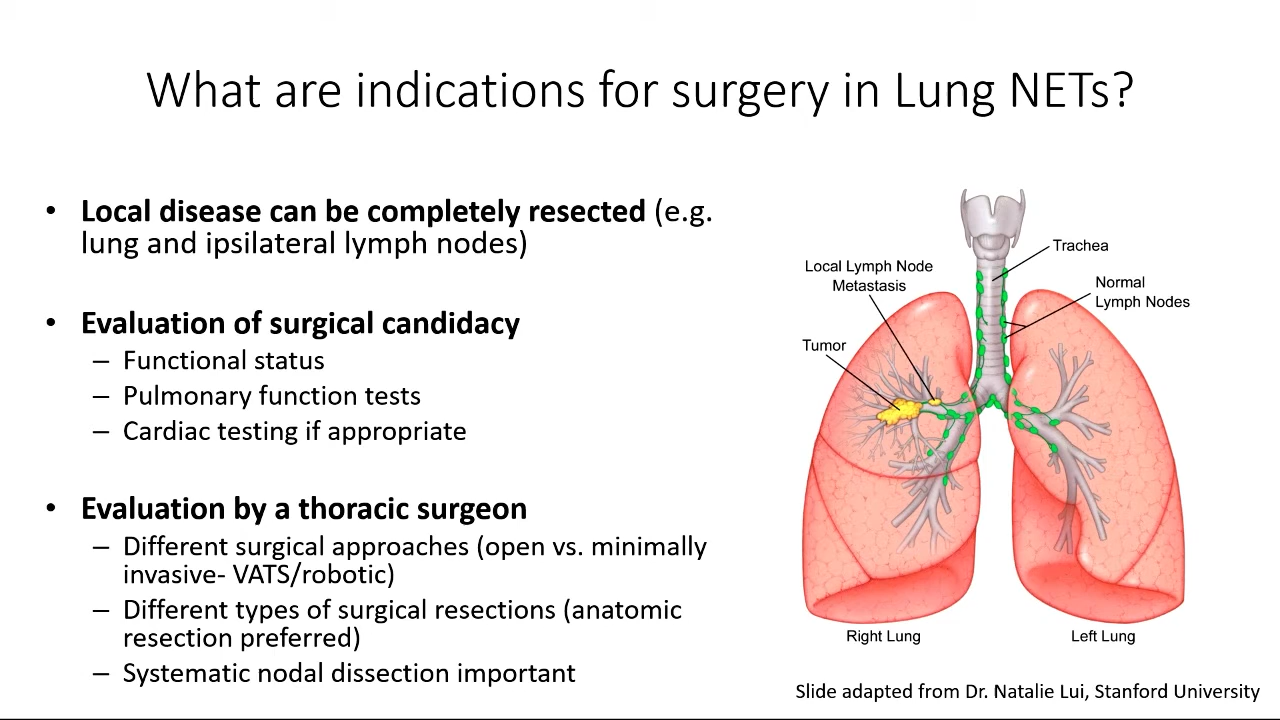 What are indications for surgery in Lung NETs?
• Local disease can be completely resected (e.g.
lung and ipsilateral lymph nodes)
• Evaluation of surgical candidacy
– Functional status
– Pulmonary function tests
– Cardiac testing if appropriate
• Evaluation by a thoracic surgeon
– Different surgical approaches (open vs. minimally
invasive- VATS/robotic)
– Different types of surgical resections (anatomic
resection preferred)
– Systematic nodal dissection important
Trachea
Local Lymph Node
Metastasis
Normal
Lymph Nodes
Tumor
Right Lung
Left Lung
Slide adapted from Dr. Natalie Lui, Stanford University